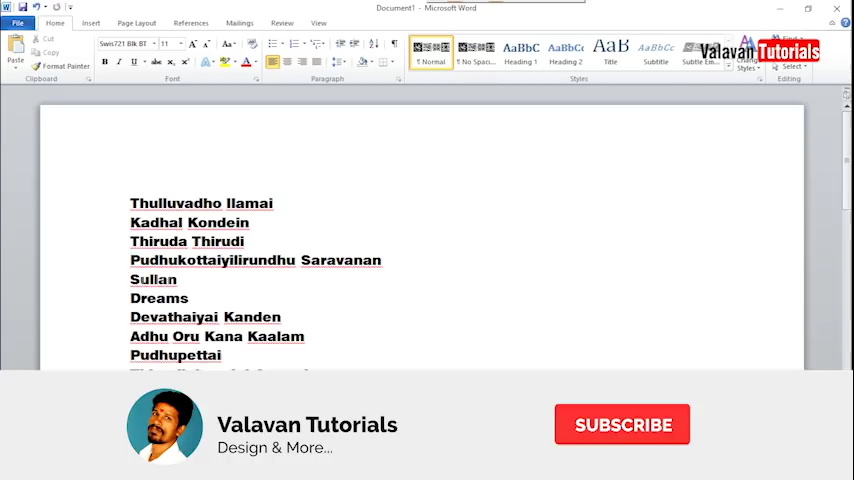 Document1 - Microsoft Word
File Home Insert Page Layout References Mailings Review View
Cut
Copy
Format Painter
Paste
Swis721 Blk BT 11
AaBbC AaBbCc AaB AaBbCc
¶ Normal ¶ No Spaci... Heading 1 Heading 2 Title Subtitle Subtle Em...
Change Styles
Find
Select
Clipboard Font Paragraph Styles Editing
Valavan Tutorials
Thulluvadho Ilamai
Kadhal Kondein
Thiruda Thirudi
Pudhukottaiyilirundhu Saravanan
Sullan
Dreams
Devathaiyai Kanden
Adhu Oru Kana Kaalam
Pudhupettai
Valavan Tutorials
Design & More...
SUBSCRIBE